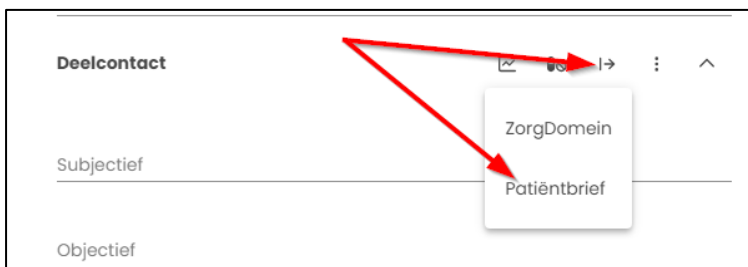 Deelcontact
ZorgDomein
Subjectief
Patiëntbrief
Objectief